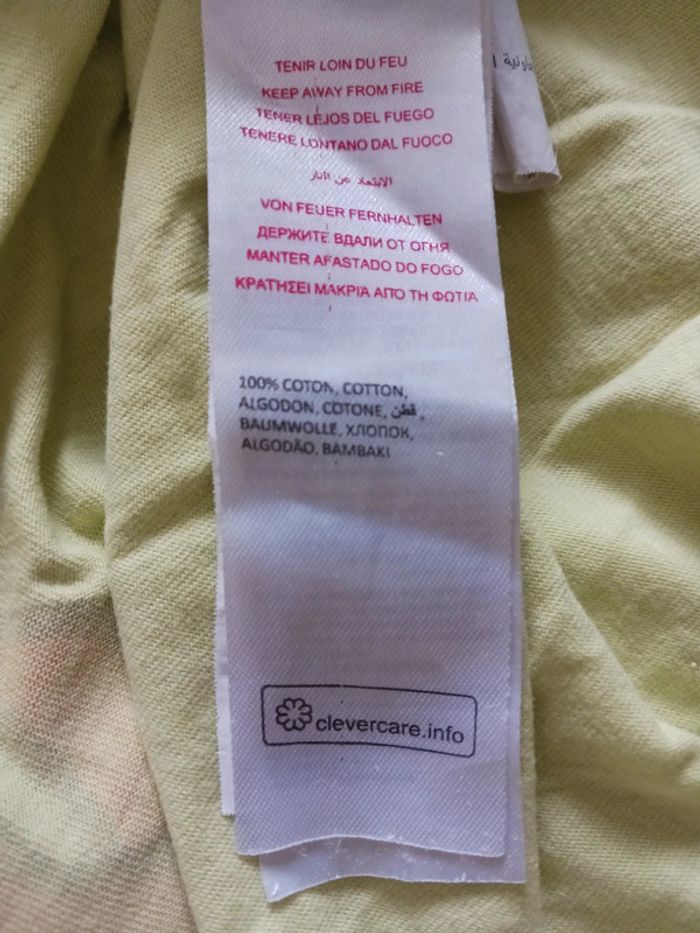 TENIR LOIN DU FEU
KEEP AWAY FROM FIRE
TENER LEJOS DEL FUEGO
TENERE LONTANO DAL FUOCO
الابتعاد عن النار
VON FEUER FERNHALTEN
ДЕРЖИТЕ ВДАЛИ ОТ ОГНЯ
MANTER AFASTADO DO FOGO
ΚΡΑΤΗΣΕΙ ΜΑΚΡΙΑ ΑΠΟ ΤΗ ΦΩΤΙΑ
100% COTON, COTTON,
ALGODON, COTONE, قطن,
BAUMWOLLE, ХЛОПОК,
ALGODÃO, BAMBAKI
clevercare.info